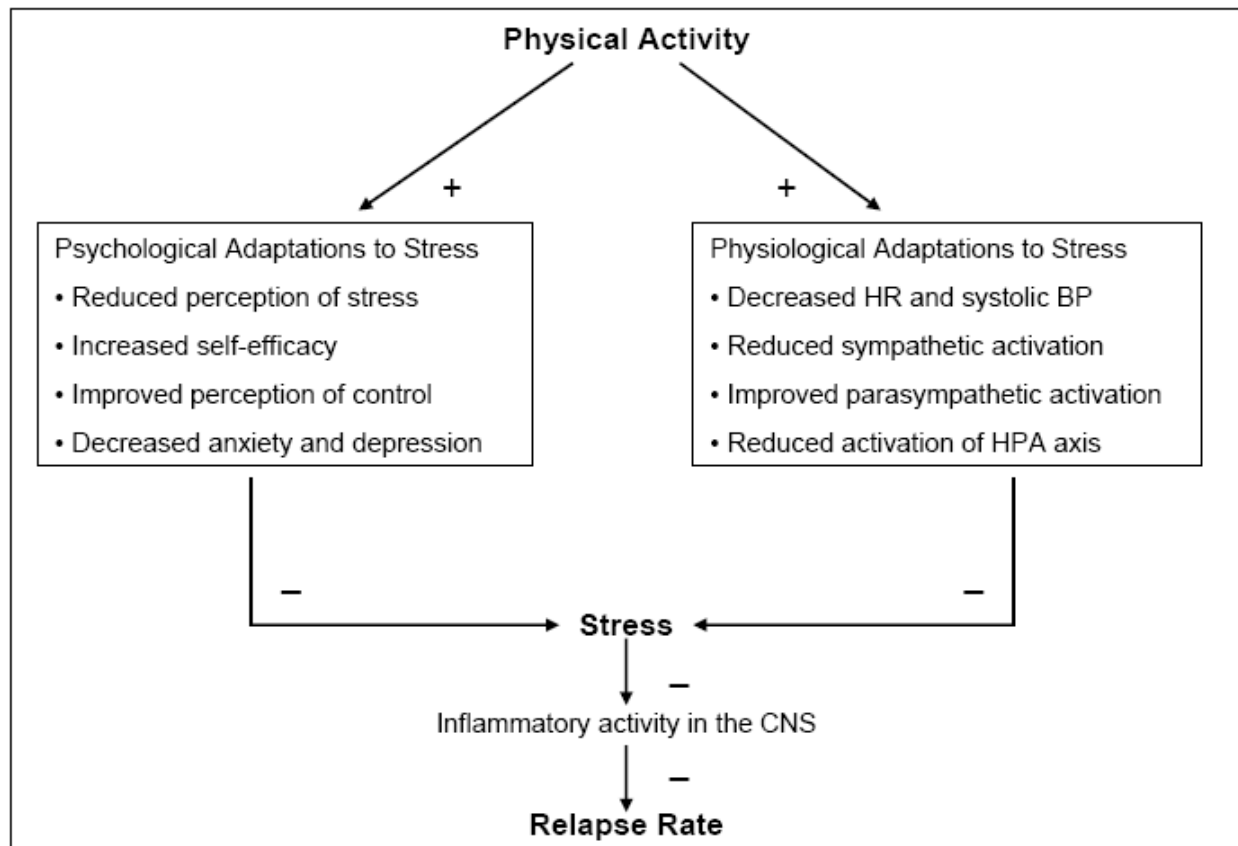 Physical Activity
+
+
Psychological Adaptations to Stress
• Reduced perception of stress
• Increased self-efficacy
• Improved perception of control
• Decreased anxiety and depression
Physiological Adaptations to Stress
• Decreased HR and systolic BP
• Reduced sympathetic activation
• Improved parasympathetic activation
• Reduced activation of HPA axis
–
–
Stress
–
Inflammatory activity in the CNS
–
Relapse Rate